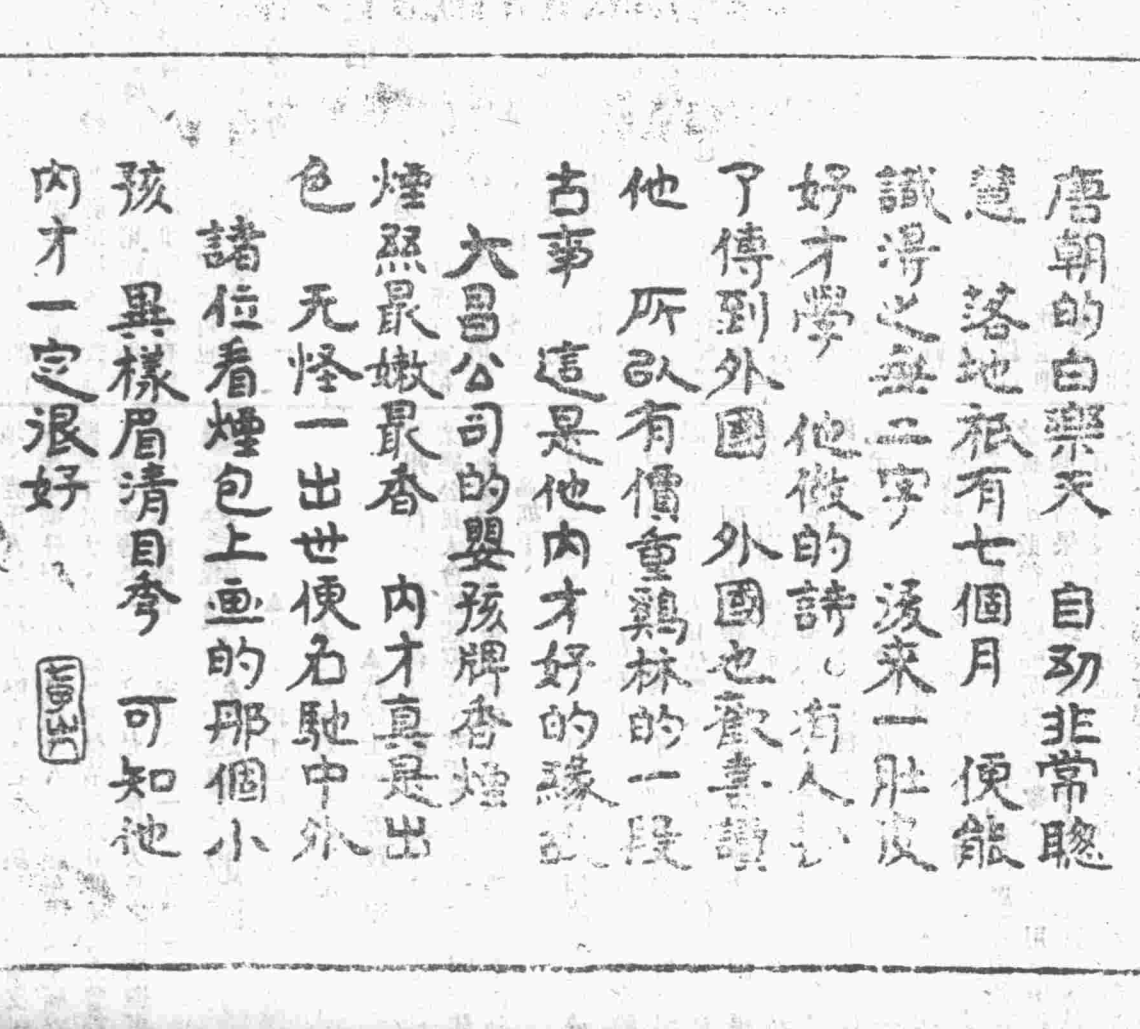 唐朝的白樂天　自幼非常聰
慧　落地祇有七個月　便能
識得之無二字　後來一肚皮
好才學　他做的詩　有人
了傳到外國　外國也歡喜讀
他　所以有價重鷄林的一段
古事　這是他內才好的緣故
大昌公司的嬰孩牌香煙
煙絲最嫩最香　內才真是出
色　无怪一出世便名馳中外
諸位看煙包上画的那個小
孩　異樣眉清目秀　可知他
內才一定很好